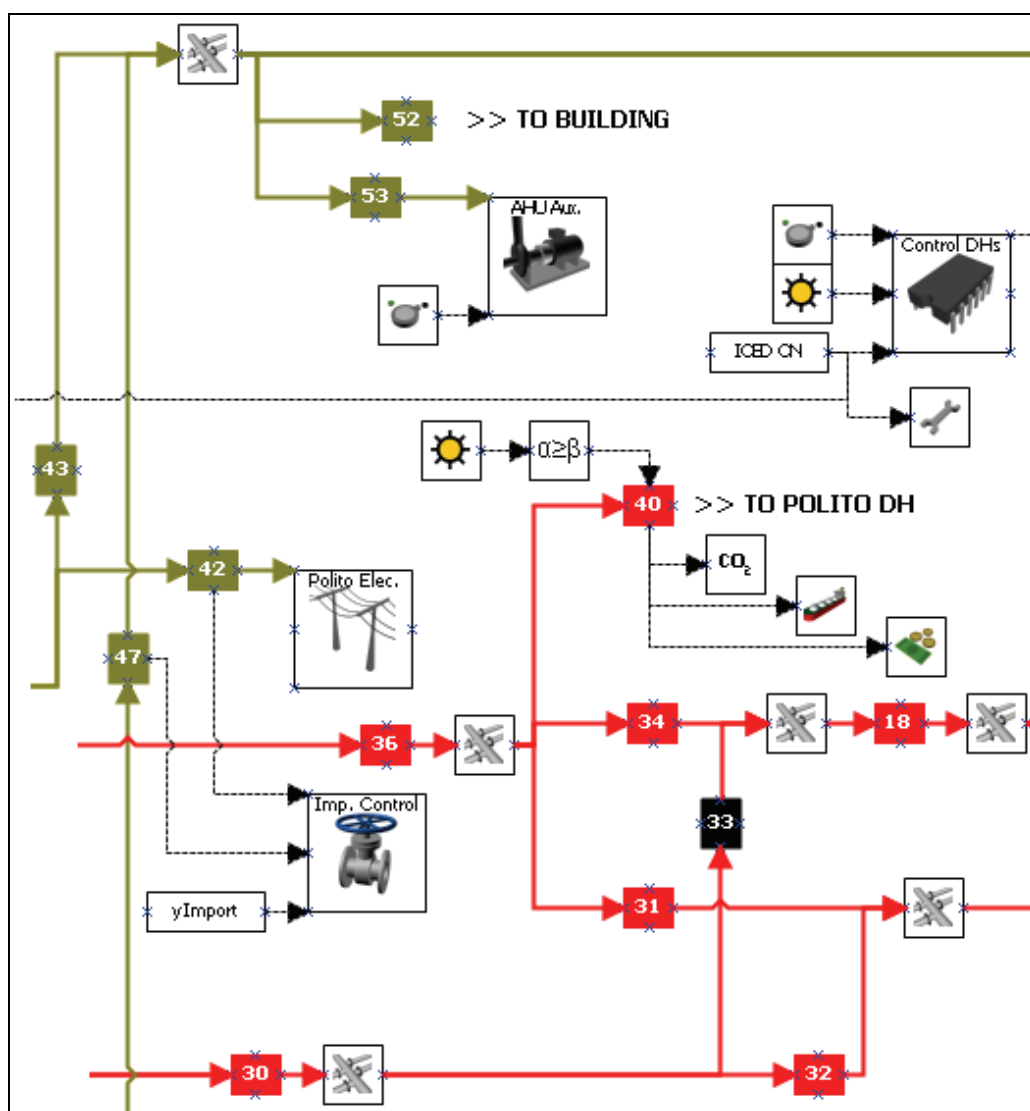 52 >> TO BUILDING
53
AHU Aux.
Control DHs
ICED CN
43
α≥β
40 >> TO POLITO DH
42
CO₂
Polito Elec.
47
36
34
18
Imp. Control
33
yImport
31
30
32